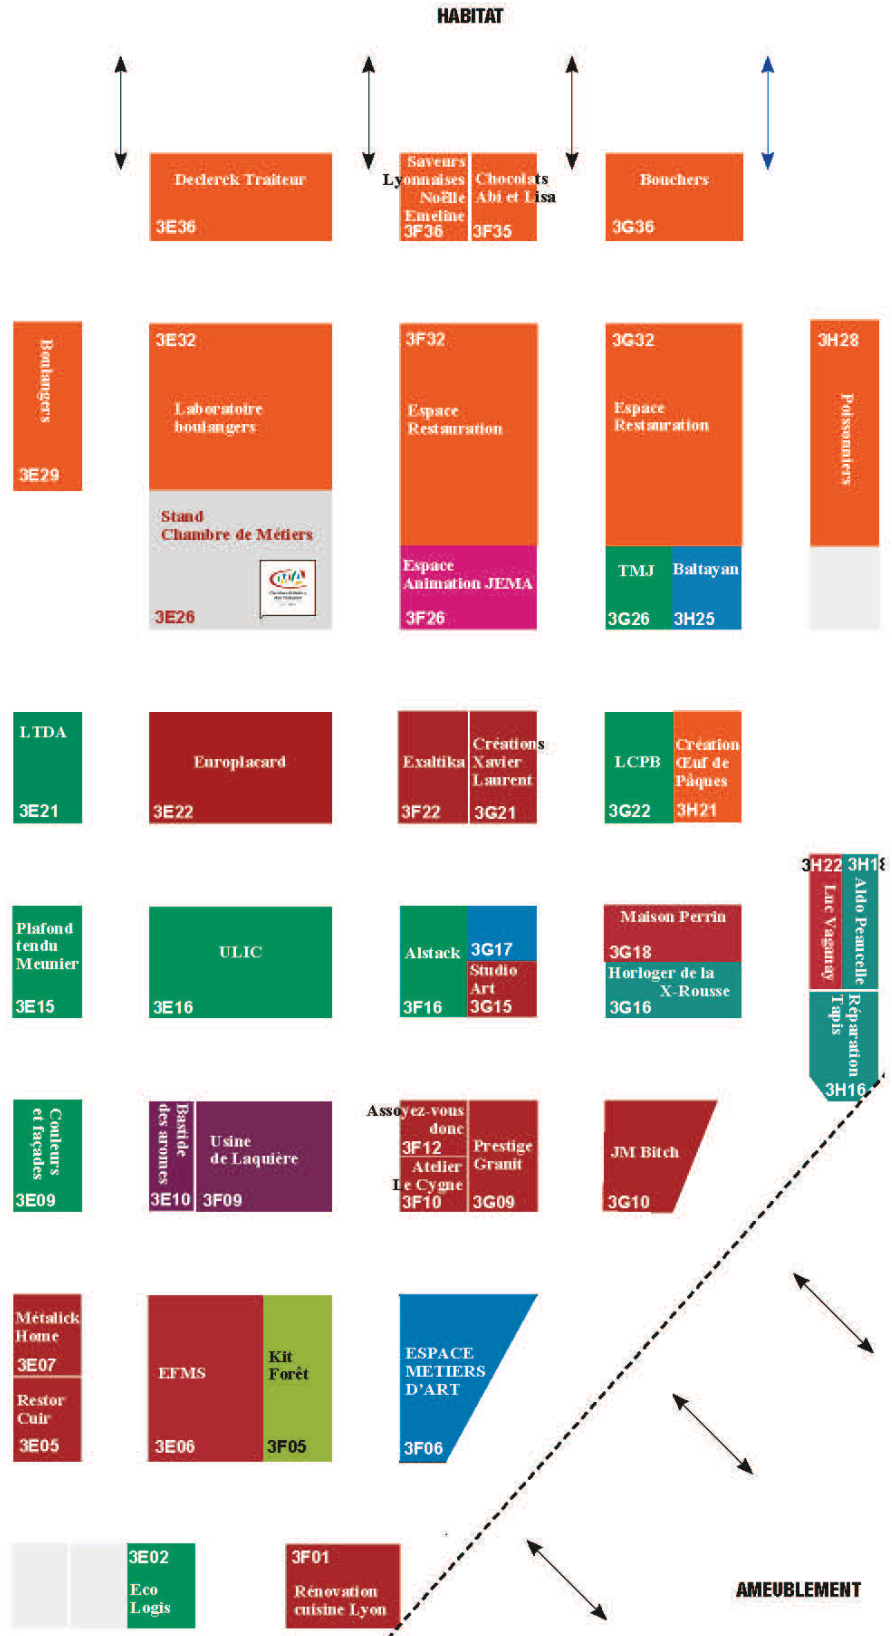 HABITAT
Declerck Traiteur
3E36
Saveurs
Lyonnaises
Noëlle
Emeline
3F36
Chocolats
Abi et Lisa
3F35
Bouchers
3G36
Boulangers
3E29
3E32
Laboratoire
boulangers
3F32
Espace
Restauration
3G32
Espace
Restauration
3H28
Poissonniers
Stand
Chambre de Métiers
CMA
3E26
Espace
Animation JEMA
3F26
TMJ
3G26
Baltayan
3H25
LTDA
3E21
Europlacard
3E22
Exaltika
3F22
Créations
Xavier
Laurent
3G21
LCPB
3G22
Création
Œuf de
Pâques
3H21
3H22
Luc Vaganay
3H18
Aldo Peaucelle
Plafond
tendu
Meunier
3E15
ULIC
3E16
Alstack
3F16
3G17
Studio
Art
3G15
Maison Perrin
3G18
Horloger de la
X-Rousse
3G16
Réparation
Tapis
3H16
Couleurs
et façades
3E09
Bastide
des aromes
3E10
Usine
de Laquière
3F09
Assoyez-vous
donc
3F12
Atelier
Le Cygne
3F10
Prestige
Granit
3G09
JM Bitch
3G10
Métalick
Home
3E07
Restor
Cuir
3E05
EFMS
3E06
Kit
Forêt
3F05
ESPACE
METIERS
D'ART
3F06
3E02
Eco
Logis
3F01
Rénovation
cuisine Lyon
AMEUBLEMENT